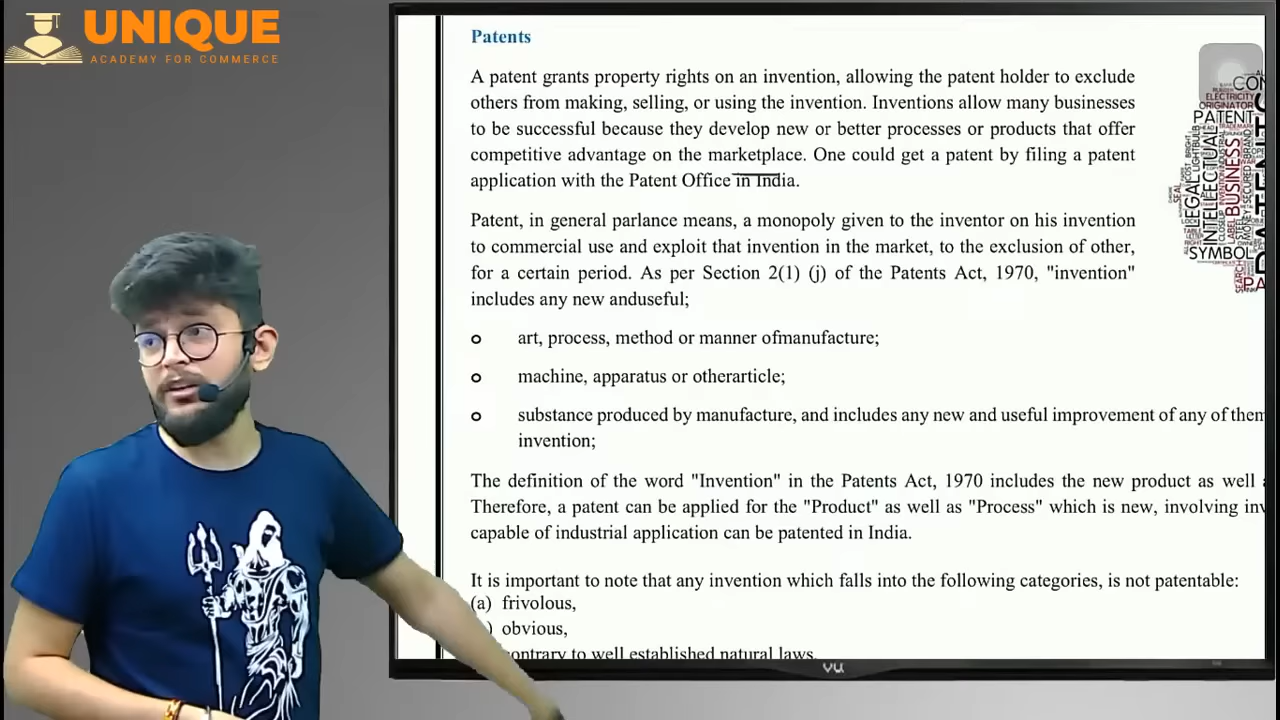 UNIQUE
ACADEMY FOR COMMERCE
Patents
A patent grants property rights on an invention, allowing the patent holder to exclude
others from making, selling, or using the invention. Inventions allow many businesses
to be successful because they develop new or better processes or products that offer
competitive advantage on the marketplace. One could get a patent by filing a patent
application with the Patent Office in India.
Patent, in general parlance means, a monopoly given to the inventor on his invention
to commercial use and exploit that invention in the market, to the exclusion of other,
for a certain period. As per Section 2(1) (j) of the Patents Act, 1970, "invention"
includes any new anduseful;
o art, process, method or manner ofmanufacture;
o machine, apparatus or otherarticle;
o substance produced by manufacture, and includes any new and useful improvement of any of them
invention;
The definition of the word "Invention" in the Patents Act, 1970 includes the new product as well
Therefore, a patent can be applied for the "Product" as well as "Process" which is new, involving
capable of industrial application can be patented in India.
It is important to note that any invention which falls into the following categories, is not patentable:
(a) frivolous,
) obvious,
contrary to well established natural laws.
CON
ELECTRICITY
ORIGINATOR
PATENT
LEGAL
INTELLECTUAL
BUSINESS
SYMBOL
VU